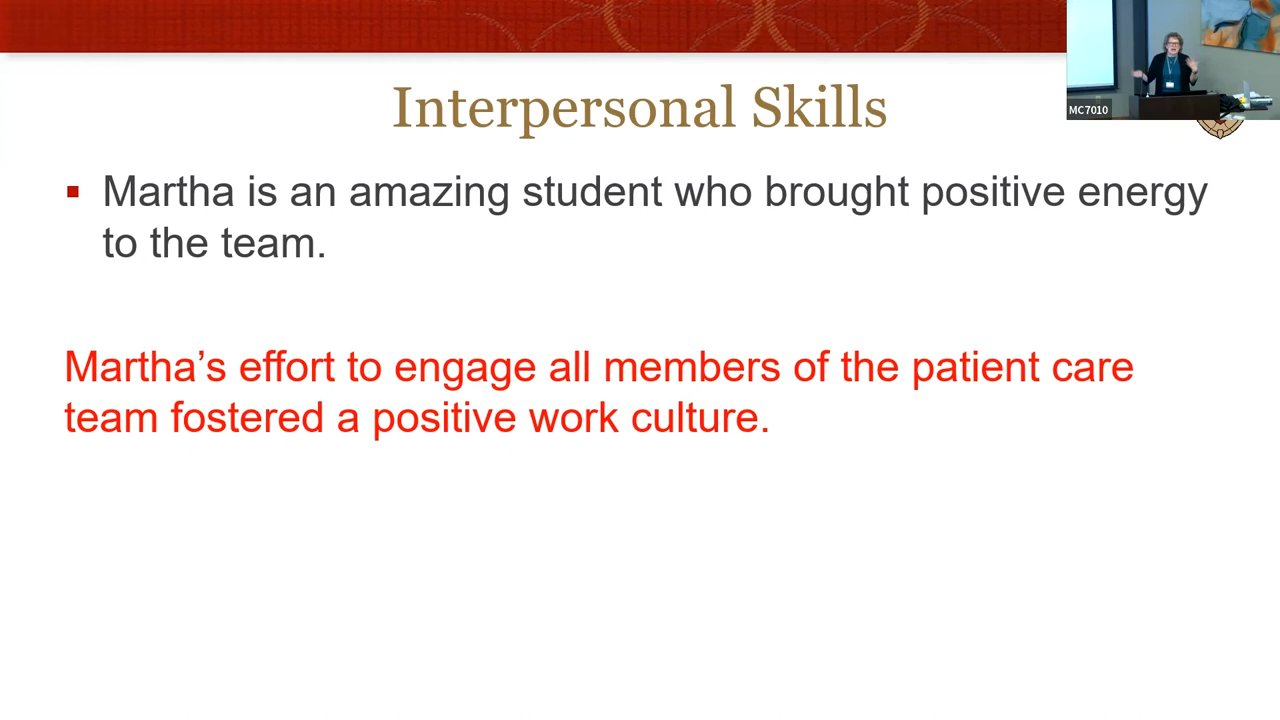 Interpersonal Skills
MC7010
▪ Martha is an amazing student who brought positive energy
to the team.
Martha’s effort to engage all members of the patient care
team fostered a positive work culture.